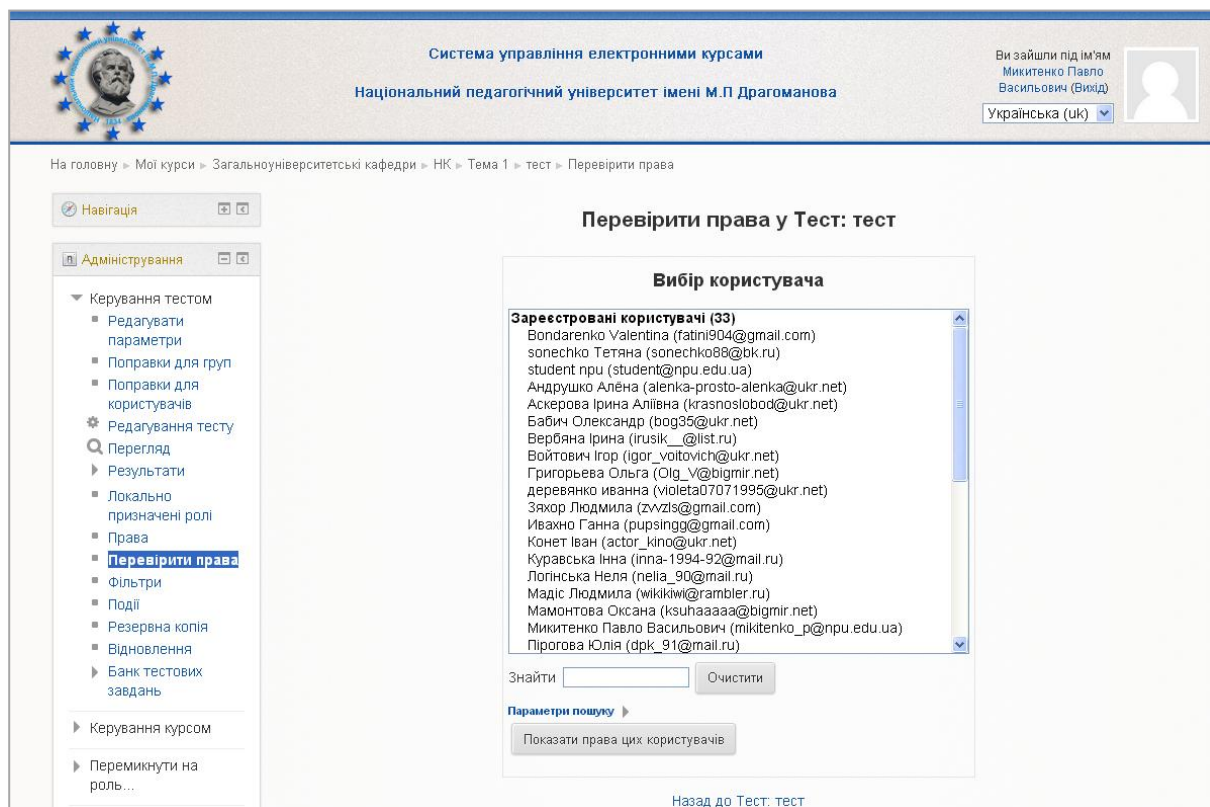 Система управління електронними курсами
Національний педагогічний університет імені М.П Драгоманова
Ви зайшли під ім'ям
Микитенко Павло
Васильович (Вихід)
Українська (uk)
На головну ► Мої курси ► Загальноуніверситетські кафедри ► НК ► Тема 1 ► тест ► Перевірити права
Навігація
Адміністрування
Керування тестом
Редагувати
параметри
Поправки для груп
Поправки для
користувачів
Редагування тесту
Перегляд
Результати
Локально
призначені ролі
Права
Перевірити права
Фільтри
Події
Резервна копія
Відновлення
Банк тестових
завдань
Керування курсом
Перемикнути на
роль...
Перевірити права у Тест: тест
Вибір користувача
Зареєстровані користувачі (33)
Bondarenko Valentina (fatini904@gmail.com)
sonechko Тетяна (sonechko88@bk.ru)
student npu (student@npu.edu.ua)
Андрушко Алёна (alenka-prosto-alenka@ukr.net)
Аскерова Ірина Аліївна (krasnoslobod@ukr.net)
Бабич Олександр (bog35@ukr.net)
Вербяна Ірина (irusik__@list.ru)
Войтович Ігор (igor_voitovich@ukr.net)
Григорьева Ольга (Olg_V@bigmir.net)
деревянко иванна (violeta07071995@ukr.net)
Зяхор Людмила (zvvzls@gmail.com)
Ивахно Ганна (pupsingg@gmail.com)
Конет Іван (actor_kino@ukr.net)
Куравська Інна (inna-1994-92@mail.ru)
Логінська Неля (nelia_90@mail.ru)
Мадіс Людмила (wikikiwi@rambler.ru)
Мамонтова Оксана (ksuhaaaaa@bigmir.net)
Микитенко Павло Васильович (mikitenko_p@npu.edu.ua)
Пірогова Юлія (dpk_91@mail.ru)
Знайти
Очистити
Параметри пошуку
Показати права цих користувачів
Назад до Тест: тест